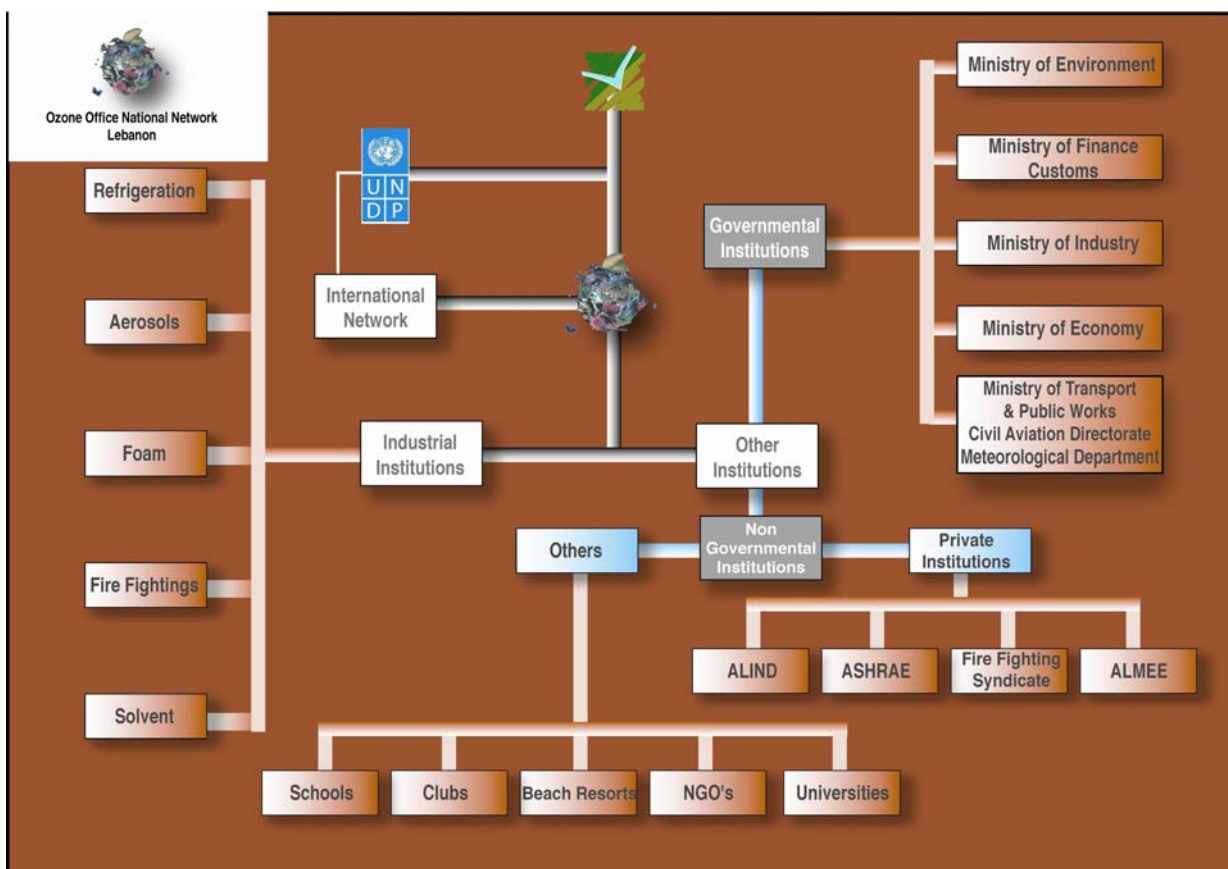 Ozone Office National Network
Lebanon
Refrigeration
Aerosols
Foam
Fire Fightings
Solvent
U N
D P
International
Network
Industrial
Institutions
Other
Institutions
Governmental
Institutions
Ministry of Environment
Ministry of Finance
Customs
Ministry of Industry
Ministry of Economy
Ministry of Transport
& Public Works
Civil Aviation Directorate
Meteorological Department
Non
Governmental
Institutions
Others
Private
Institutions
ALIND
ASHRAE
Fire Fighting
Syndicate
ALMEE
Schools
Clubs
Beach Resorts
NGO's
Universities